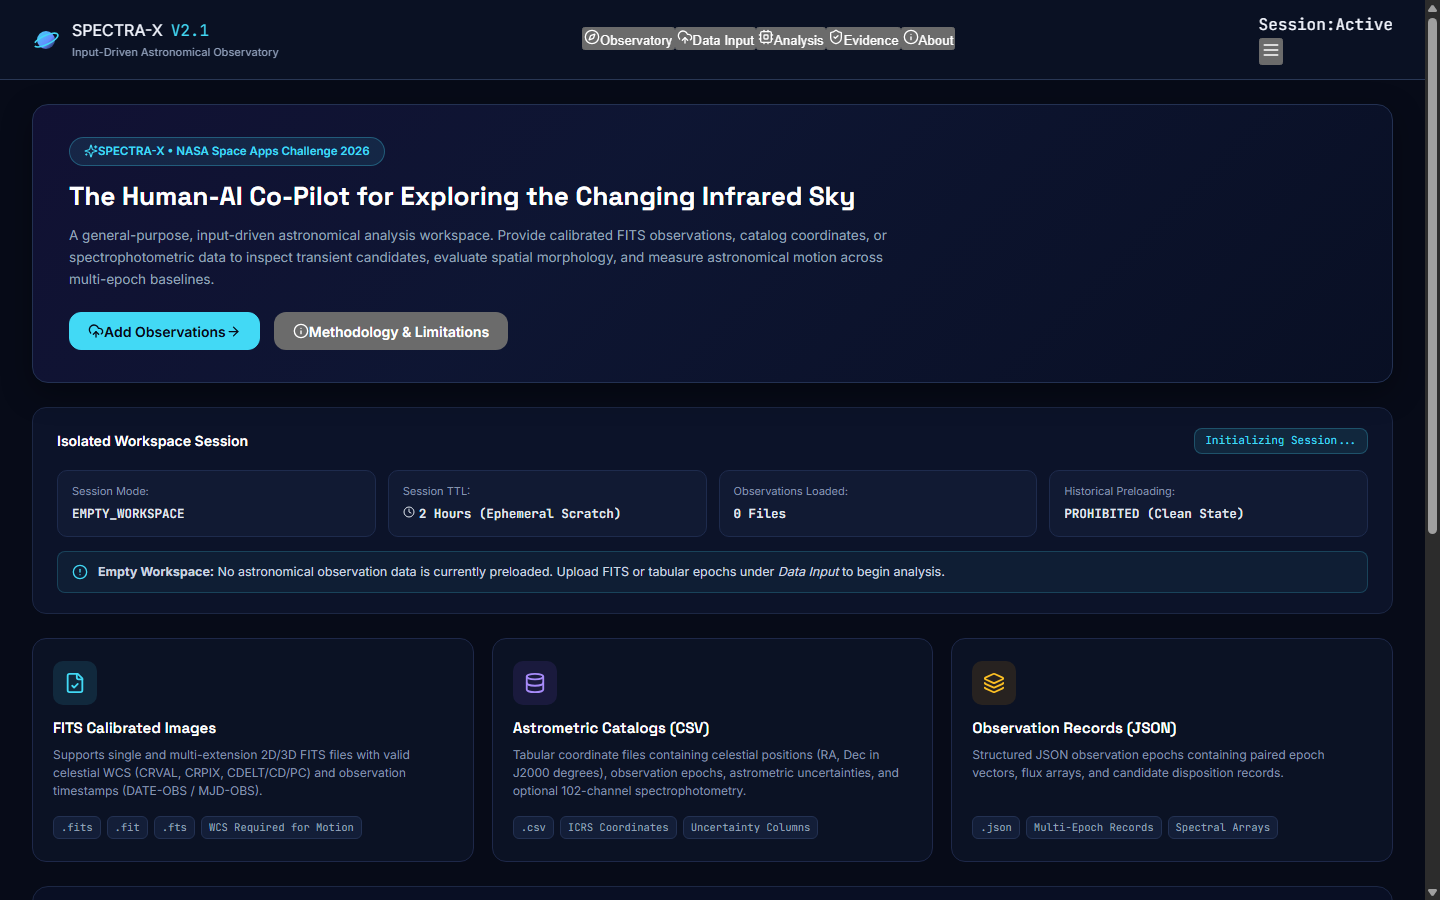 SPECTRA-X V2.1
Input-Driven Astronomical Observatory
Observatory Data Input Analysis Evidence About
Session:Active
SPECTRA-X • NASA Space Apps Challenge 2026
The Human-AI Co-Pilot for Exploring the Changing Infrared Sky
A general-purpose, input-driven astronomical analysis workspace. Provide calibrated FITS observations, catalog coordinates, or
spectrophotometric data to inspect transient candidates, evaluate spatial morphology, and measure astronomical motion across
multi-epoch baselines.
Add Observations
Methodology & Limitations
Isolated Workspace Session
Initializing Session...
Session Mode:
EMPTY_WORKSPACE
Session TTL:
2 Hours (Ephemeral Scratch)
Observations Loaded:
0 Files
Historical Preloading:
PROHIBITED (Clean State)
Empty Workspace: No astronomical observation data is currently preloaded. Upload FITS or tabular epochs under Data Input to begin analysis.
FITS Calibrated Images
Supports single and multi-extension 2D/3D FITS files with valid
celestial WCS (CRVAL, CRPIX, CDELT/CD/PC) and observation
timestamps (DATE-OBS / MJD-OBS).
.fits .fit .fts WCS Required for Motion
Astrometric Catalogs (CSV)
Tabular coordinate files containing celestial positions (RA, Dec in
J2000 degrees), observation epochs, astrometric uncertainties, and
optional 102-channel spectrophotometry.
.csv ICRS Coordinates Uncertainty Columns
Observation Records (JSON)
Structured JSON observation epochs containing paired epoch
vectors, flux arrays, and candidate disposition records.
.json Multi-Epoch Records Spectral Arrays